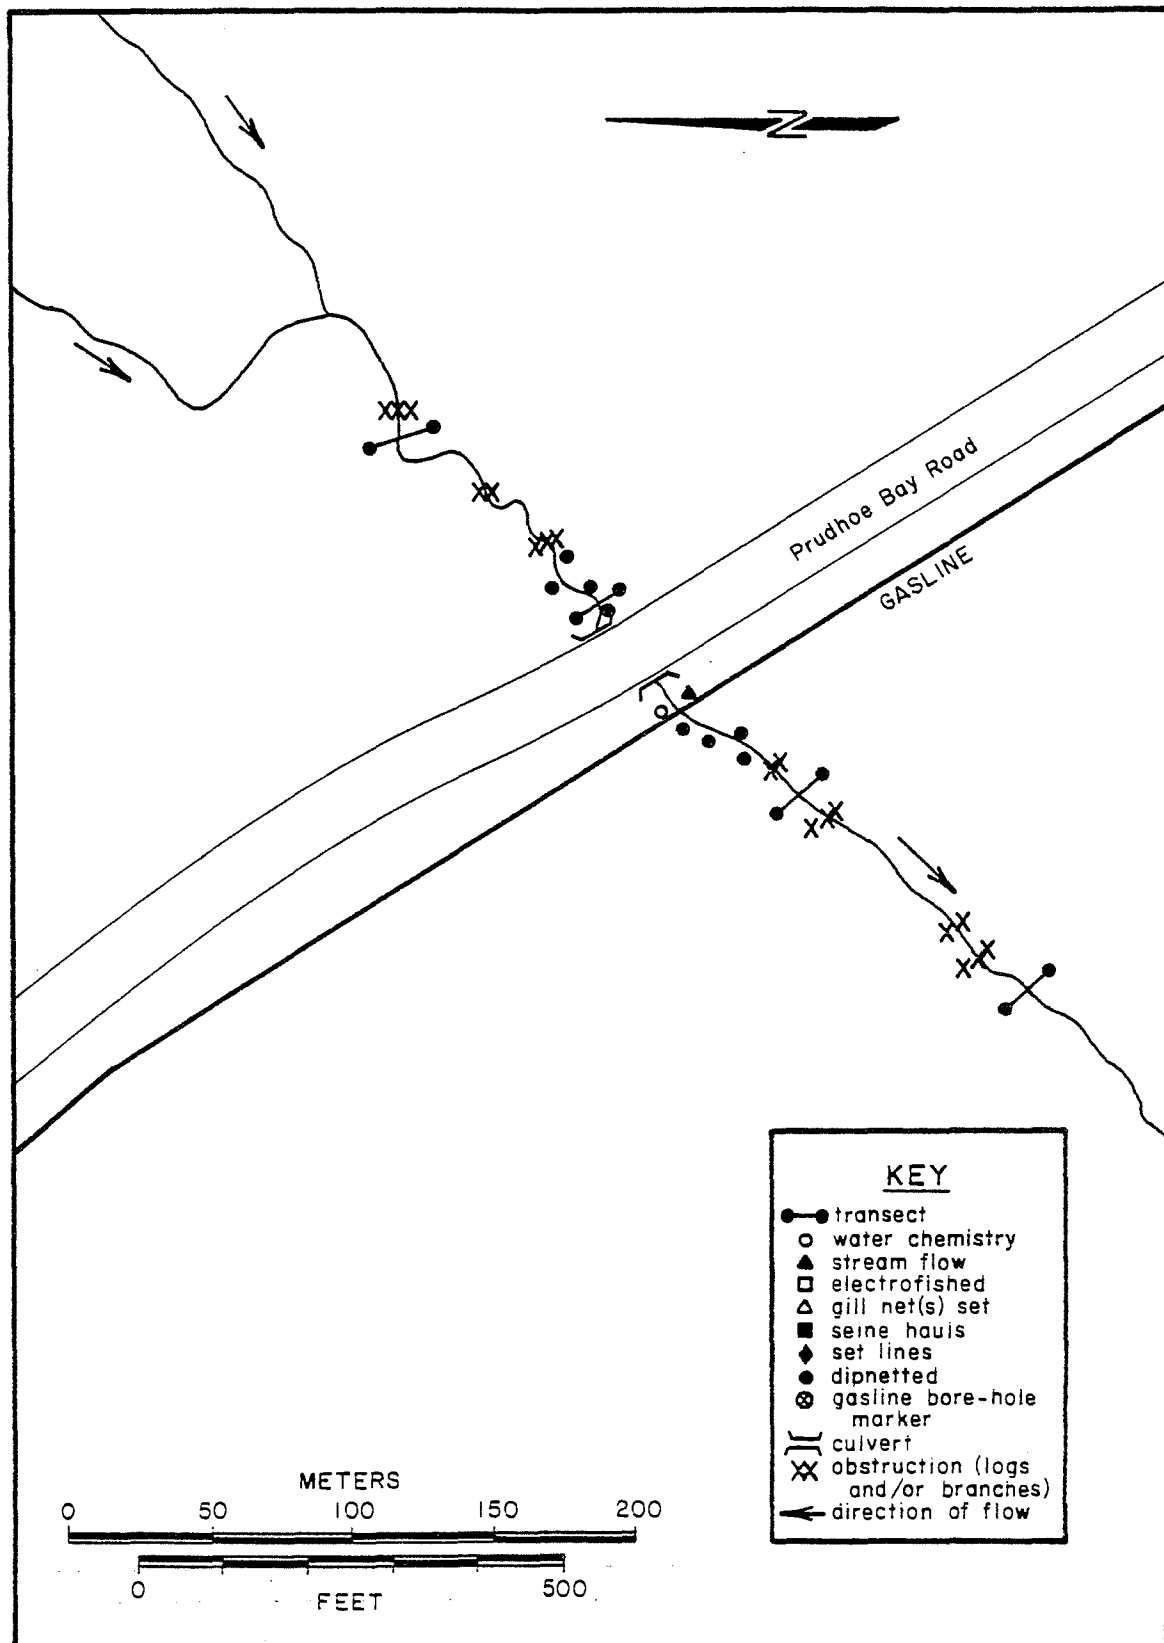 N
Prudhoe Bay Road
GASLINE
KEY
transect
water chemistry
stream flow
electrofished
gill net(s) set
seine hauls
set lines
dipnetted
gasline bore-hole
marker
culvert
obstruction (logs
and/or branches)
direction of flow
METERS
0 50 100 150 200
0 500
FEET